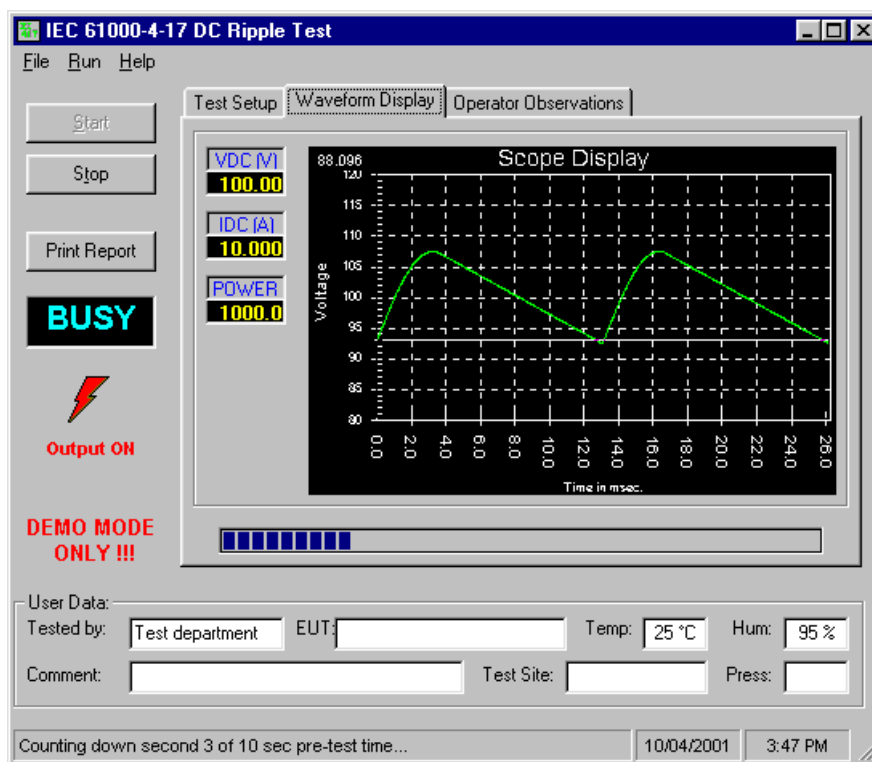 IEC 61000-4-17 DC Ripple Test
File Run Help
Test Setup Waveform Display Operator Observations
Start
Stop
Print Report
BUSY
Output ON
DEMO MODE
ONLY !!!
VDC (V)
100.00
IDC (A)
10.000
POWER
1000.0
88.096
Scope Display
120
115
110
105
100
95
90
85
80
Voltage
0.0 2.0 4.0 6.0 8.0 10.0 12.0 14.0 16.0 18.0 20.0 22.0 24.0 26.0
Time in msec.
User Data:
Tested by: Test department EUT: Temp: 25 °C Hum: 95 %
Comment: Test Site: Press:
Counting down second 3 of 10 sec pre-test time... 10/04/2001 3:47 PM